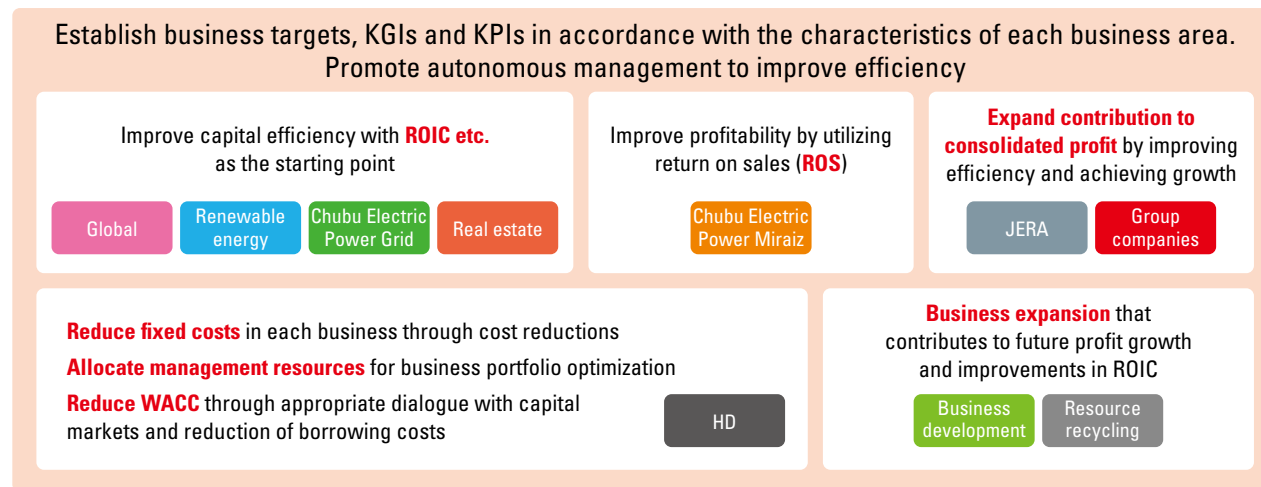 Establish business targets, KGIs and KPIs in accordance with the characteristics of each business area.
Promote autonomous management to improve efficiency
Improve capital efficiency with ROIC etc.
as the starting point
Global
Renewable
energy
Chubu Electric
Power Grid
Real estate
Improve profitability by utilizing
return on sales (ROS)
Chubu Electric
Power Miraiz
Expand contribution to
consolidated profit by improving
efficiency and achieving growth
JERA
Group
companies
Reduce fixed costs in each business through cost reductions
Allocate management resources for business portfolio optimization
Reduce WACC through appropriate dialogue with capital
markets and reduction of borrowing costs
HD
Business expansion that
contributes to future profit growth
and improvements in ROIC
Business
development
Resource
recycling